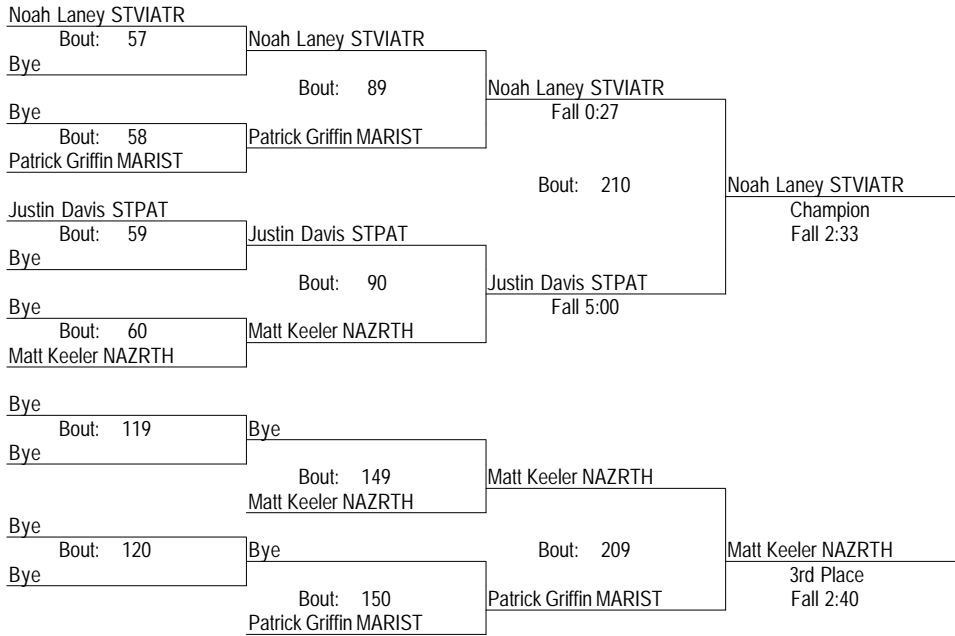 Noah Laney STVIATR
Bout: 57
Noah Laney STVIATR
Bye
Bout: 89
Noah Laney STVIATR
Bye
Fall 0:27
Bout: 58
Patrick Griffin MARIST
Patrick Griffin MARIST
Bout: 210
Noah Laney STVIATR
Justin Davis STPAT
Champion
Bout: 59
Justin Davis STPAT
Fall 2:33
Bye
Bout: 90
Justin Davis STPAT
Bye
Fall 5:00
Bout: 60
Matt Keeler NAZRTH
Matt Keeler NAZRTH
Bye
Bout: 119
Bye
Bye
Bout: 149
Matt Keeler NAZRTH
Matt Keeler NAZRTH
Bye
Bout: 120
Bye
Bout: 209
Matt Keeler NAZRTH
Bye
3rd Place
Bout: 150
Patrick Griffin MARIST
Fall 2:40
Patrick Griffin MARIST